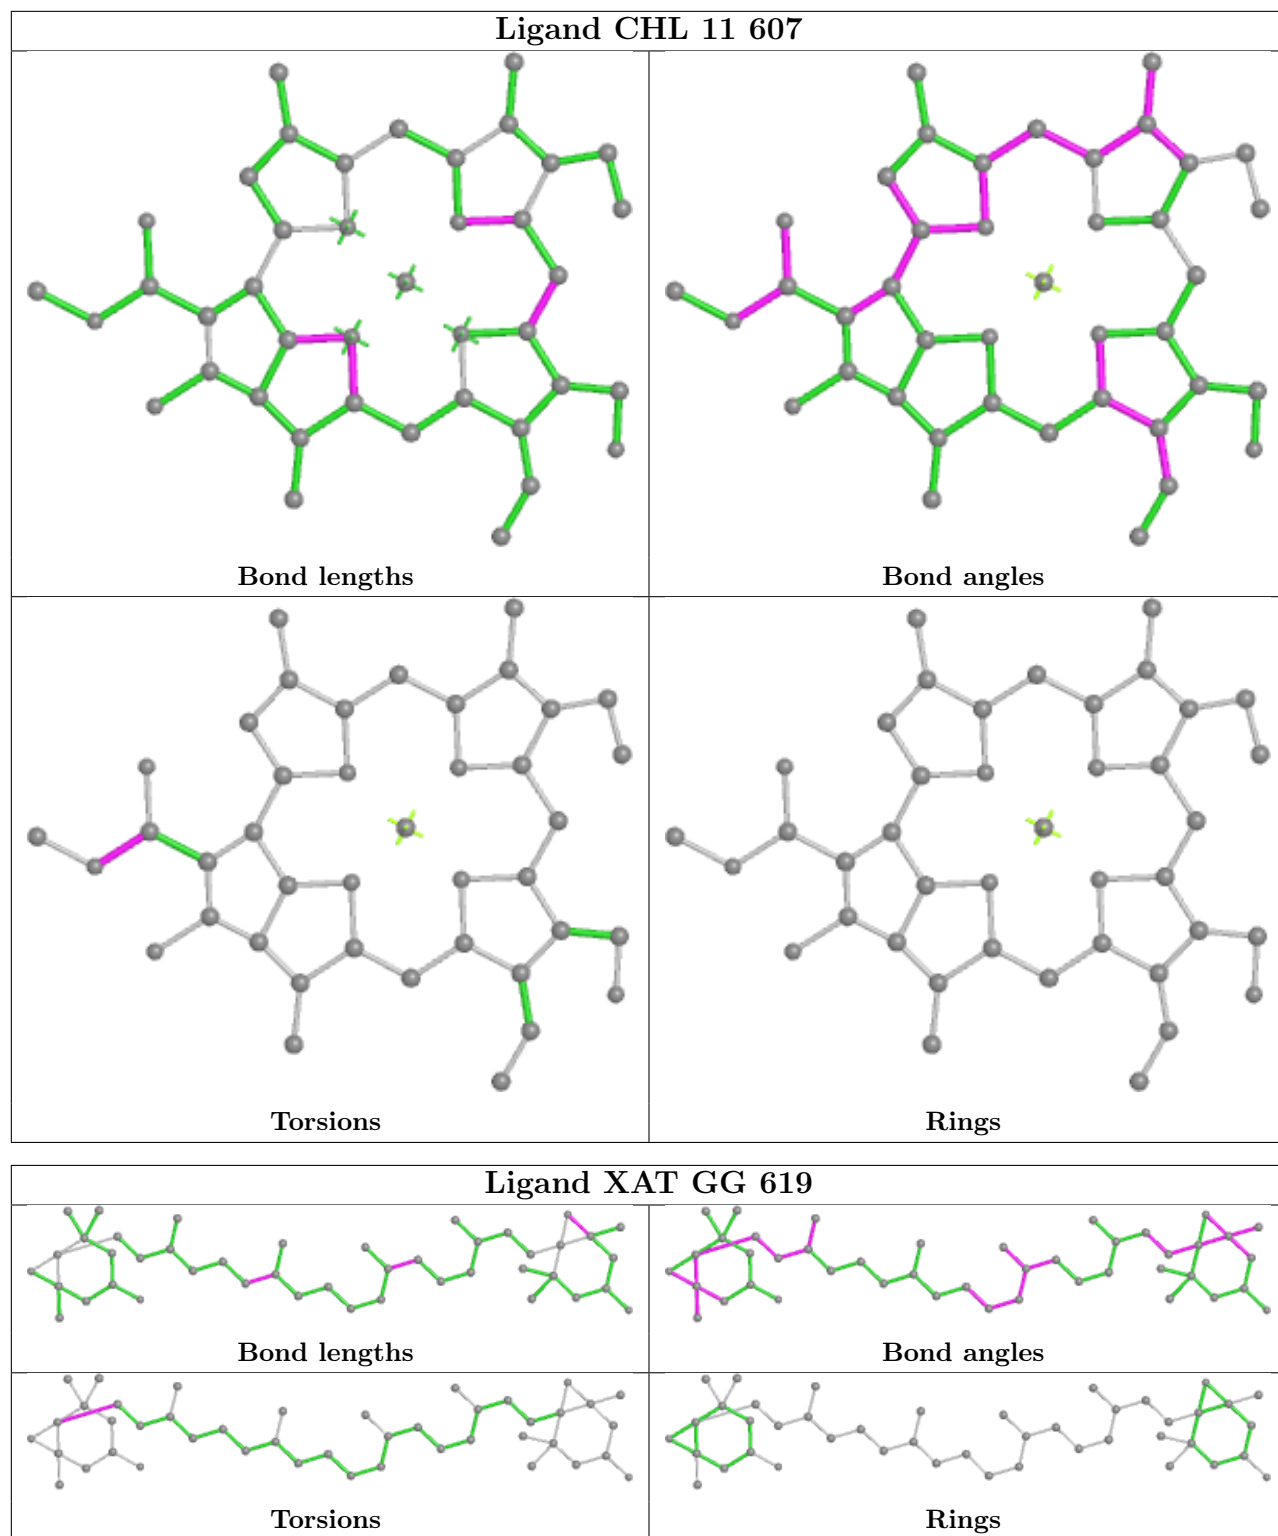 Ligand CHL 11 607
Bond lengths
Bond angles
Torsions
Rings
Ligand XAT GG 619
Bond lengths
Bond angles
Torsions
Rings